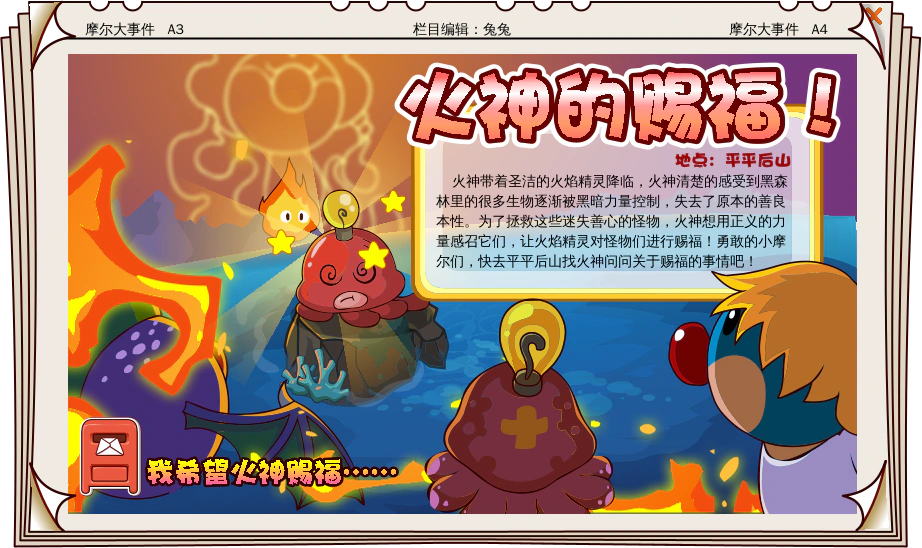 摩尔大事件 A3
栏目编辑：兔兔
摩尔大事件 A4
火神的赐福！
地点：平平后山
火神带着圣洁的火焰精灵降临，火神清楚的感受到黑森
林里的很多生物逐渐被黑暗力量控制，失去了原本的善良
本性。为了拯救这些迷失善心的怪物，火神想用正义的力
量感召它们，让火焰精灵对怪物们进行赐福！勇敢的小摩
尔们，快去平平后山找火神问问关于赐福的事情吧！
我希望火神赐福……